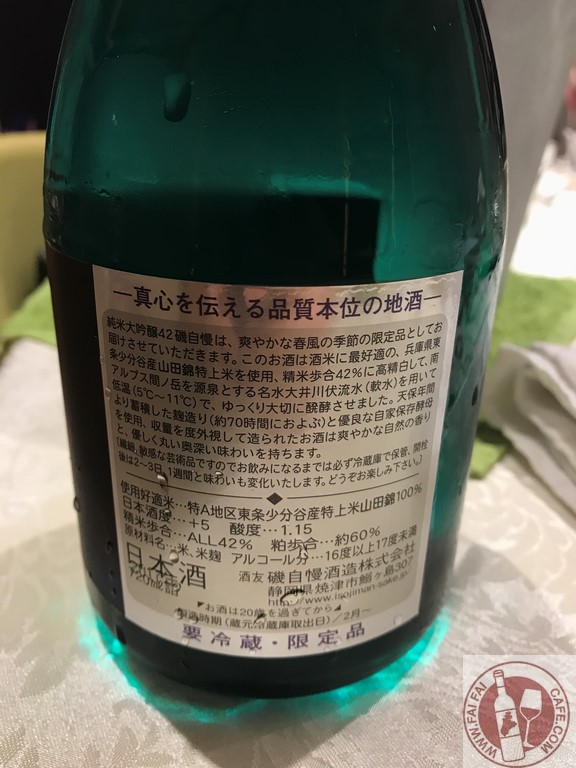 ―真心を伝える品質本位の地酒―
純米大吟醸42磯自慢は、爽やかな春風の季節の限定品としてお
届けさせていただきます。このお酒は酒米に最好適の、兵庫県東
条少分谷産山田錦特上米を使用、精米歩合42%に高精白して、南
アルプス間ノ岳を源泉とする名水大井川伏流水(軟水)を用いて
低温(5℃〜11℃)で、ゆっくり大切に醗酵させました。天保年間
より蓄積した麹造り(約70時間におよぶ)と優良な自家保存酵母
を使用、収量を度外視して造られたお酒は爽やかな自然の香り
と、優しく丸い奥深い味わいを持ちます。
[繊細、敏感な芸術品ですのでお飲みになるまでは必ず冷蔵庫で保管、開栓
後は2〜3日、1週間と味わいも変化いたします。どうぞお楽しみ下さい。]
使用好適米…特A地区東条少分谷産特上米山田錦100%
日本酒度…+5 酸度…1.15
精米歩合…ALL42% 粕歩合…約60%
原材料名…米、米麹 アルコール分…16度以上17度未満
日本酒 酒友 磯自慢酒造株式会社
720ml詰 静岡県焼津市鰯ヶ島307
http://www.isojiman-sake.jp/
お酒は20歳を過ぎてから
製造時期(蔵元冷蔵庫取出日)/2月〜
要冷蔵・限定品
WWW.FAIFAICAFE.COM